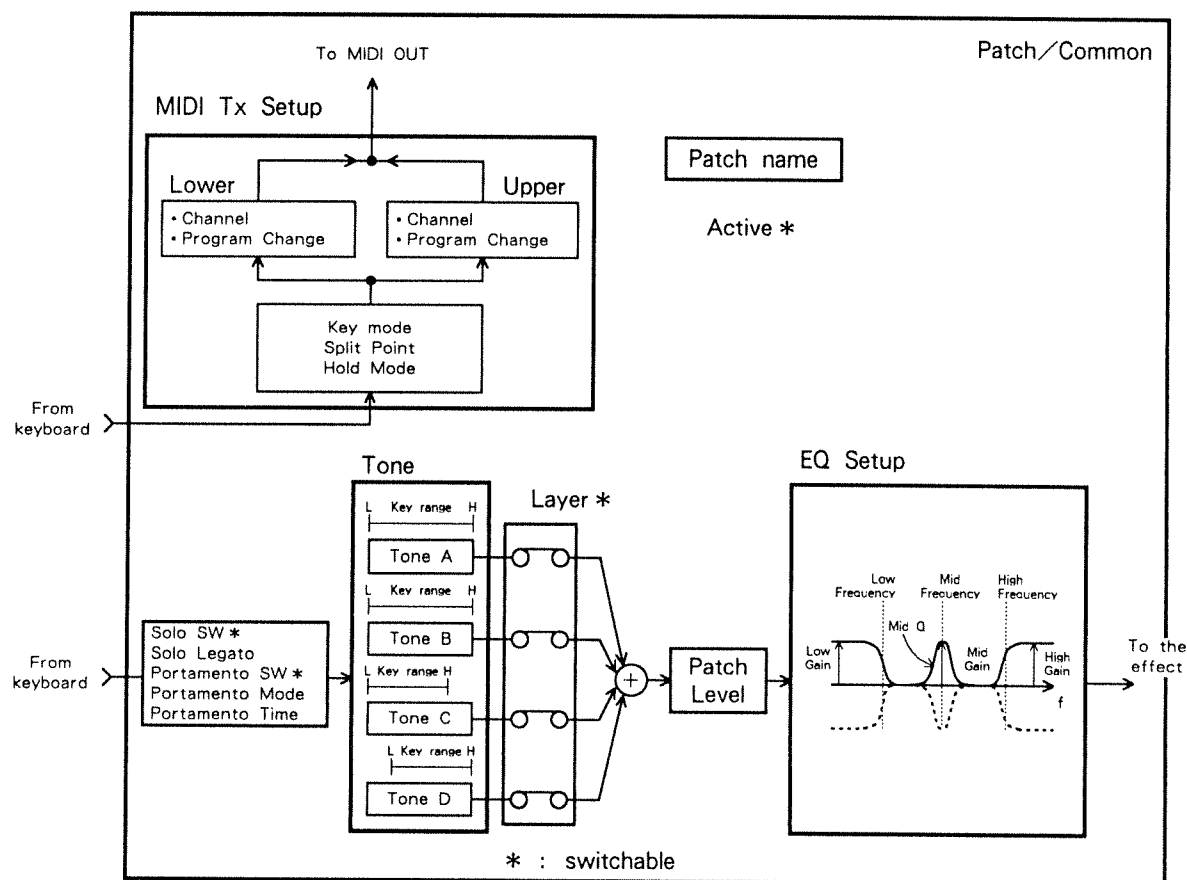 Patch/Common
To MIDI OUT
MIDI Tx Setup
Patch name
Lower
Upper
• Channel
• Program Change
• Channel
• Program Change
Active *
Key mode
Split Point
Hold Mode
From
keyboard
Tone
Layer *
EQ Setup
L Key range H
Tone A
L Key range H
Tone B
L Key range H
Tone C
L Key range H
Tone D
Solo SW *
Solo Legato
Portamento SW *
Portamento Mode
Portamento Time
From
keyboard
+
Patch
Level
Low
Frequency
Mid
Frequency
High
Frequency
Mid Q
Low
Gain
Mid
Gain
High
Gain
f
To the
effect
* : switchable